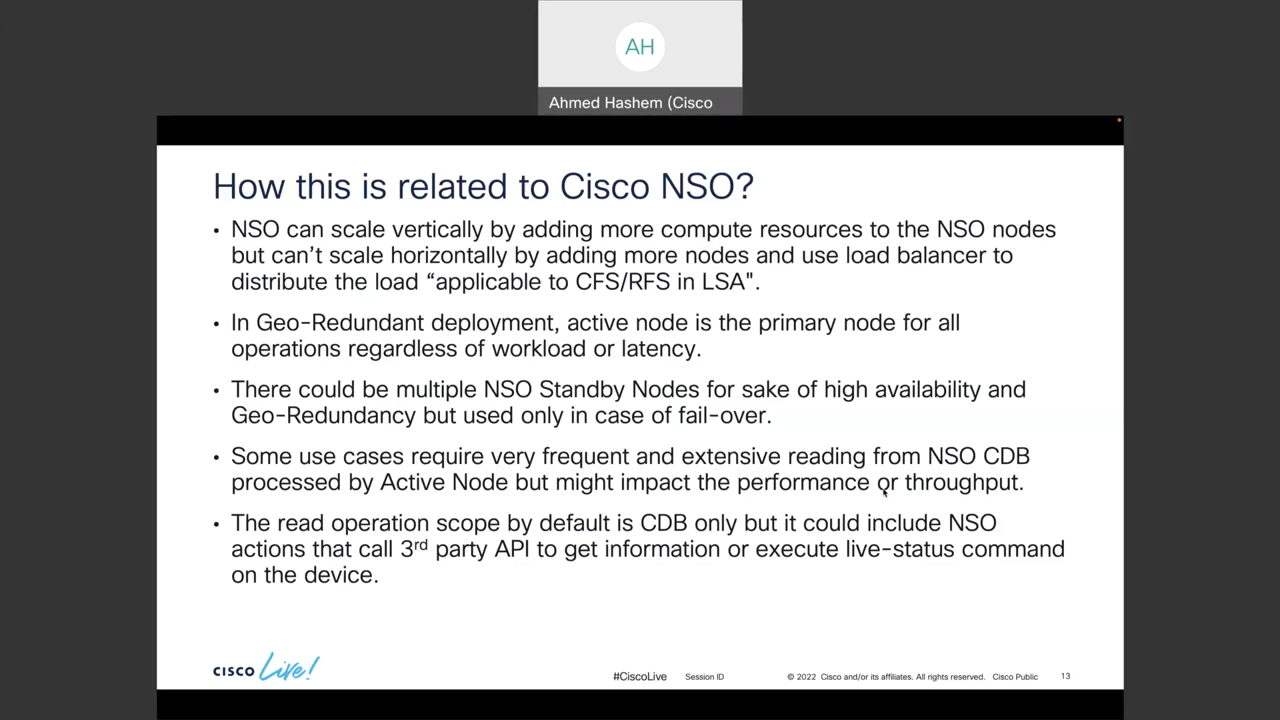 AH
Ahmed Hashem (Cisco
How this is related to Cisco NSO?
• NSO can scale vertically by adding more compute resources to the NSO nodes
but can’t scale horizontally by adding more nodes and use load balancer to
distribute the load “applicable to CFS/RFS in LSA".
• In Geo-Redundant deployment, active node is the primary node for all
operations regardless of workload or latency.
• There could be multiple NSO Standby Nodes for sake of high availability and
Geo-Redundancy but used only in case of fail-over.
• Some use cases require very frequent and extensive reading from NSO CDB
processed by Active Node but might impact the performance or throughput.
• The read operation scope by default is CDB only but it could include NSO
actions that call 3rd party API to get information or execute live-status command
on the device.
CISCO Live! #CiscoLive Session ID © 2022 Cisco and/or its affiliates. All rights reserved. Cisco Public 13